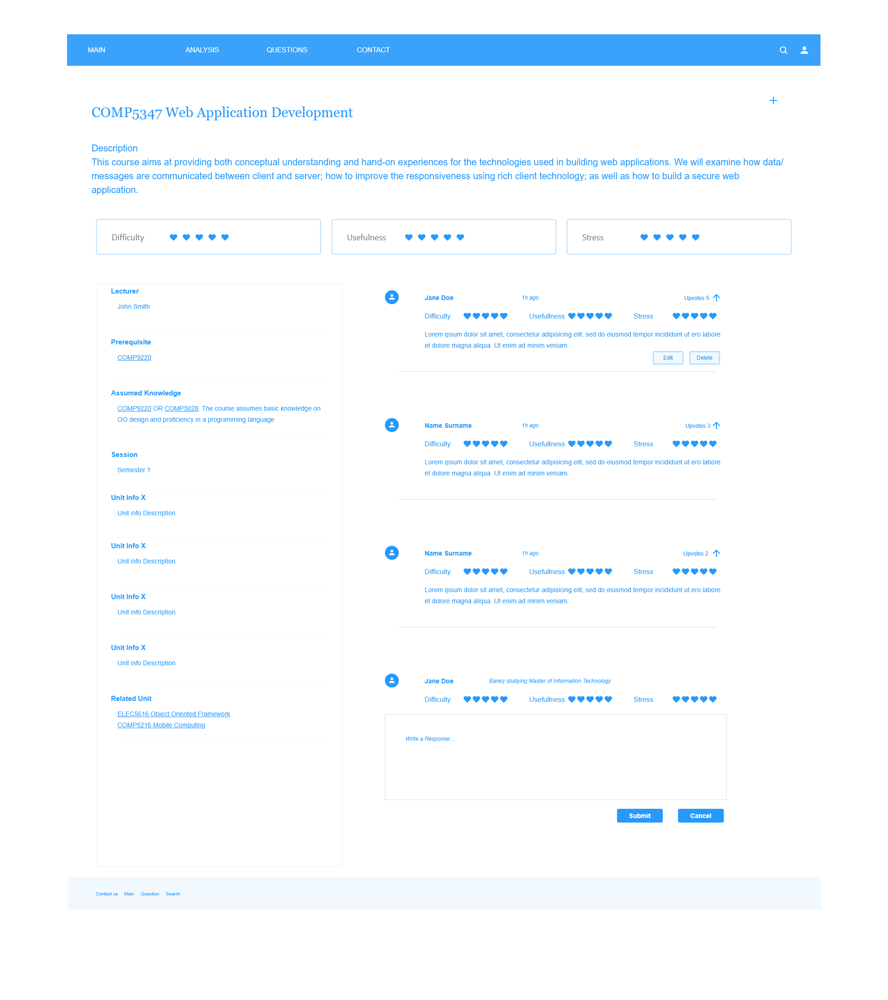 MAIN ANALYSIS QUESTIONS CONTACT
COMP5347 Web Application Development
Description
This course aims at providing both conceptual understanding and hand-on experiences for the technologies used in building web applications. We will examine how data/
messages are communicated between client and server; how to improve the responsiveness using rich client technology; as well as how to build a secure web
application.
Difficulty
Usefulness
Stress
Lecturer
John Smith
Prerequisite
COMP9220
Assumed Knowledge
COMP9220 OR COMP5028. The course assumes basic knowledge on
OO design and proficiency in a programming language
Session
Semester 1
Unit Info X
Unit info Description
Unit Info X
Unit info Description
Unit Info X
Unit info Description
Unit Info X
Unit info Description
Related Unit
ELEC5616 Object Oriented Framework
COMP5216 Mobile Computing
Jane Doe 1h ago Upvotes 5
Difficulty Usefullness Stress
Lorem ipsum dolor sit amet, consectetur adipisicing elit, sed do eiusmod tempor incididunt ut ero labore
et dolore magna aliqua. Ut enim ad minim veniam.
Edit Delete
Name Surname 1h ago Upvotes 3
Difficulty Usefullness Stress
Lorem ipsum dolor sit amet, consectetur adipisicing elit, sed do eiusmod tempor incididunt ut ero labore
et dolore magna aliqua. Ut enim ad minim veniam.
Name Surname 1h ago Upvotes 2
Difficulty Usefullness Stress
Lorem ipsum dolor sit amet, consectetur adipisicing elit, sed do eiusmod tempor incididunt ut ero labore
et dolore magna aliqua. Ut enim ad minim veniam.
Jane Doe Barely studying Master of Information Technology
Difficulty Usefullness Stress
Write a Response…
Submit Cancel
Contact us Main Question Search